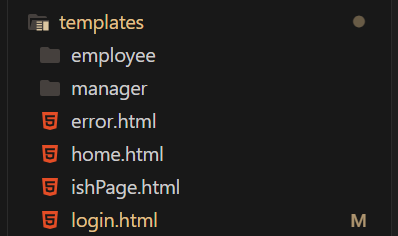 templates
employee
manager
error.html
home.html
ishPage.html
login.html M